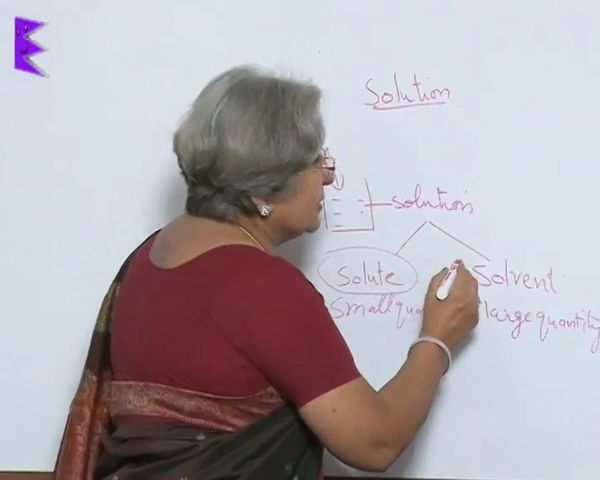 Solution
solution
Solute Solvent
Small large quantity